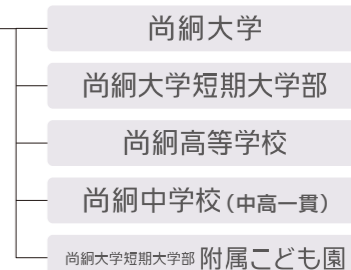 尚絅大学
尚絅大学短期大学部
尚絅高等学校
尚絅中学校(中高一貫)
尚絅大学短期大学部 附属こども園